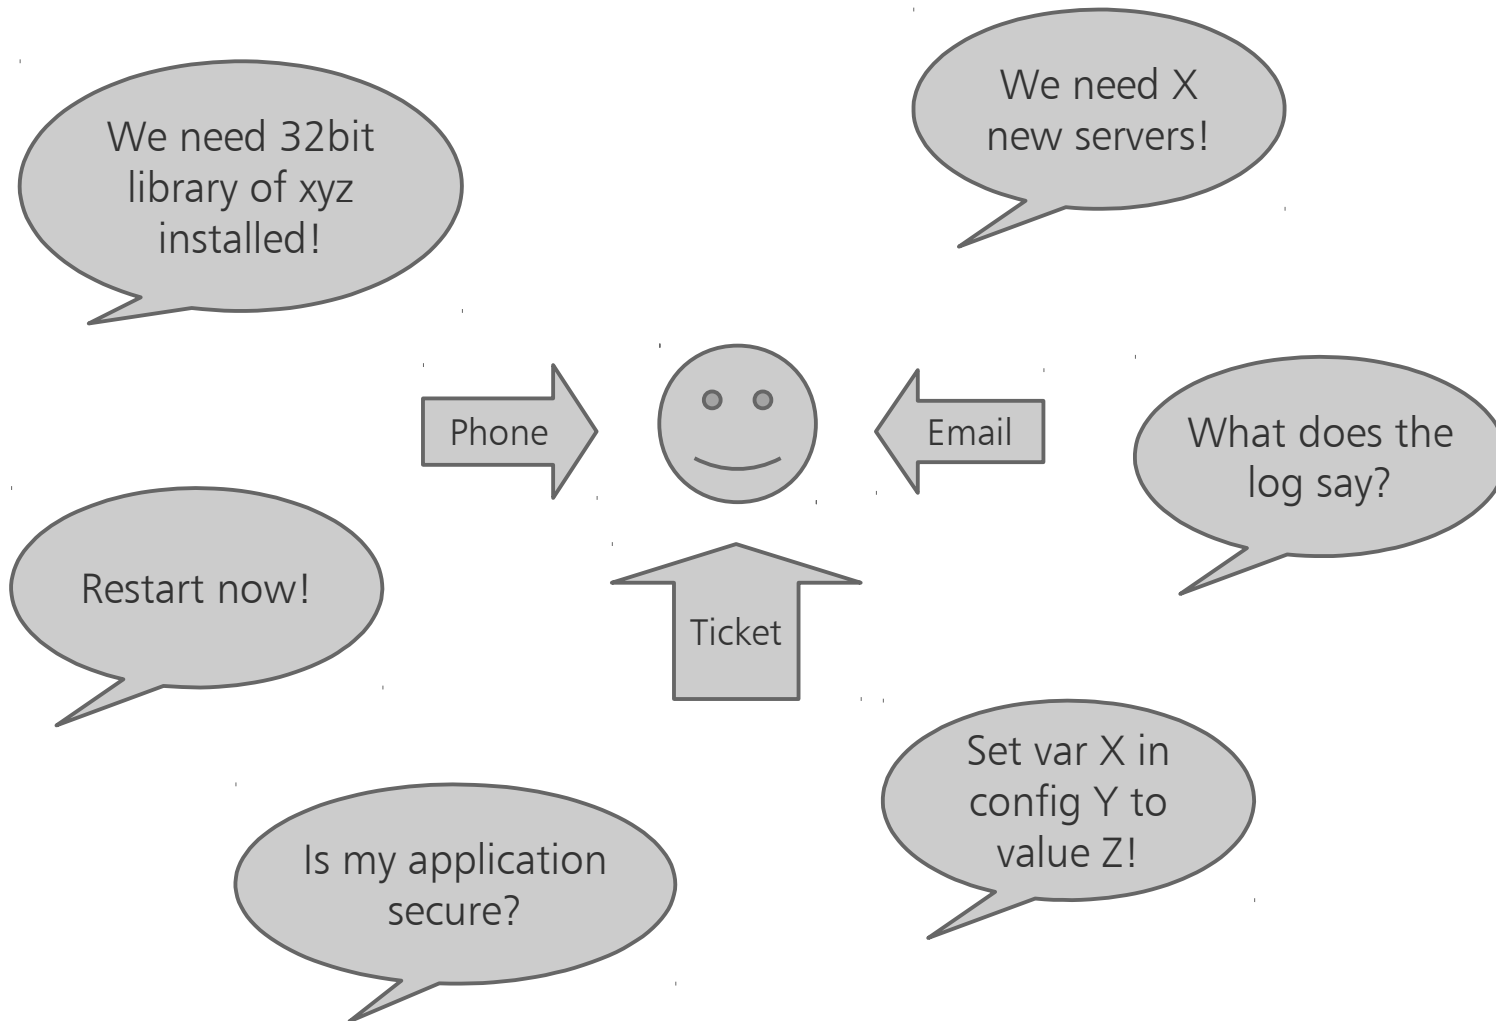 We need 32bit
library of xyz
installed!
We need X
new servers!
Phone
Email
What does the
log say?
Restart now!
Ticket
Set var X in
config Y to
value Z!
Is my application
secure?